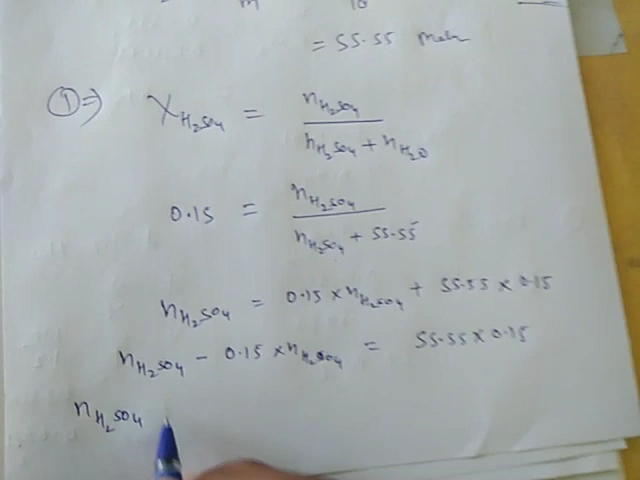 m 18
= 55.55 mole
① ⇒ X_H₂SO₄ = n_H₂SO₄ / n_H₂SO₄ + n_H₂O
0.15 = n_H₂SO₄ / n_H₂SO₄ + 55.55
n_H₂SO₄ = 0.15 × n_H₂SO₄ + 55.55 × 0.15
n_H₂SO₄ - 0.15 × n_H₂SO₄ = 55.55 × 0.15
n_H₂SO₄